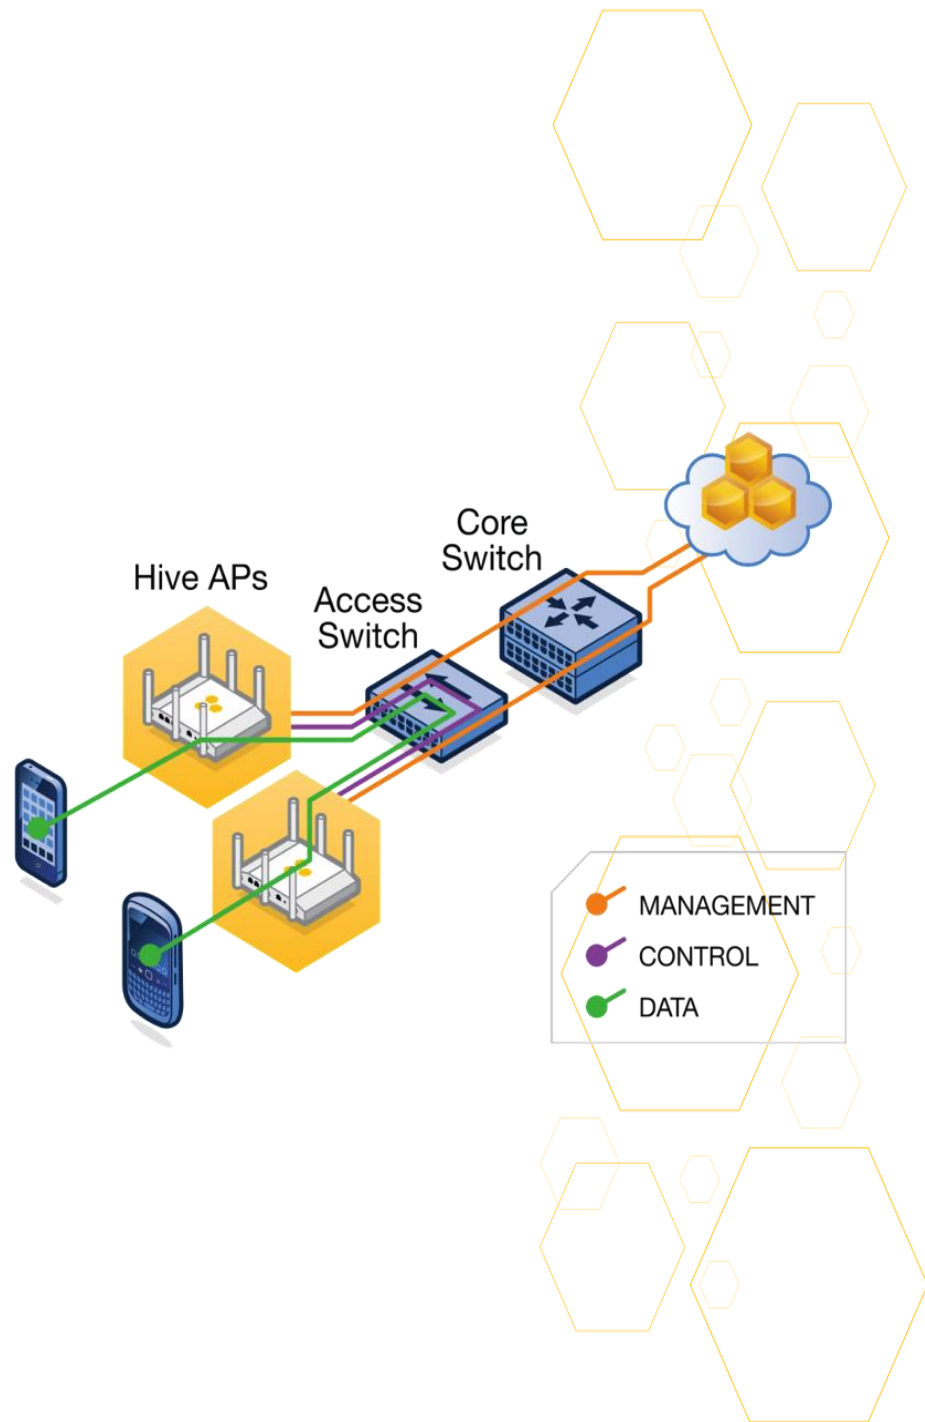 Core
Switch
Hive APs
Access
Switch
MANAGEMENT
CONTROL
DATA